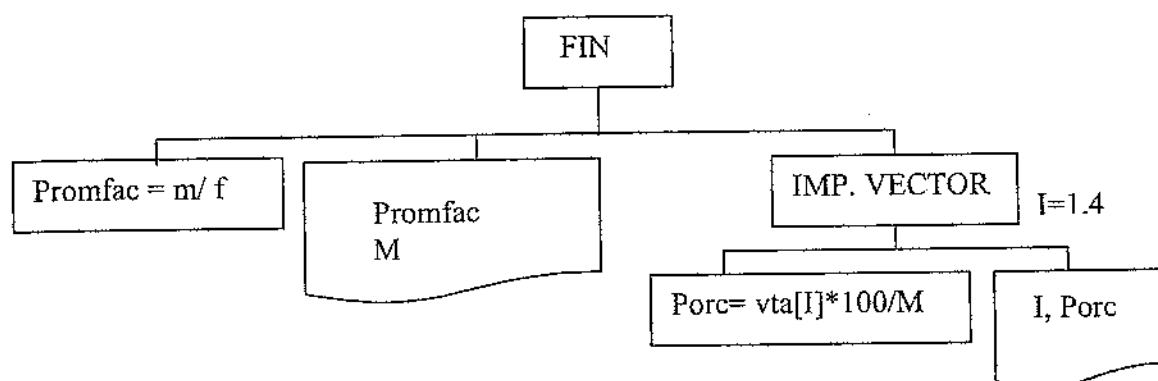 FIN
Promfac = m/ f
Promfac
M
IMP. VECTOR
I=1.4
Porc= vta[I]*100/M
I, Porc